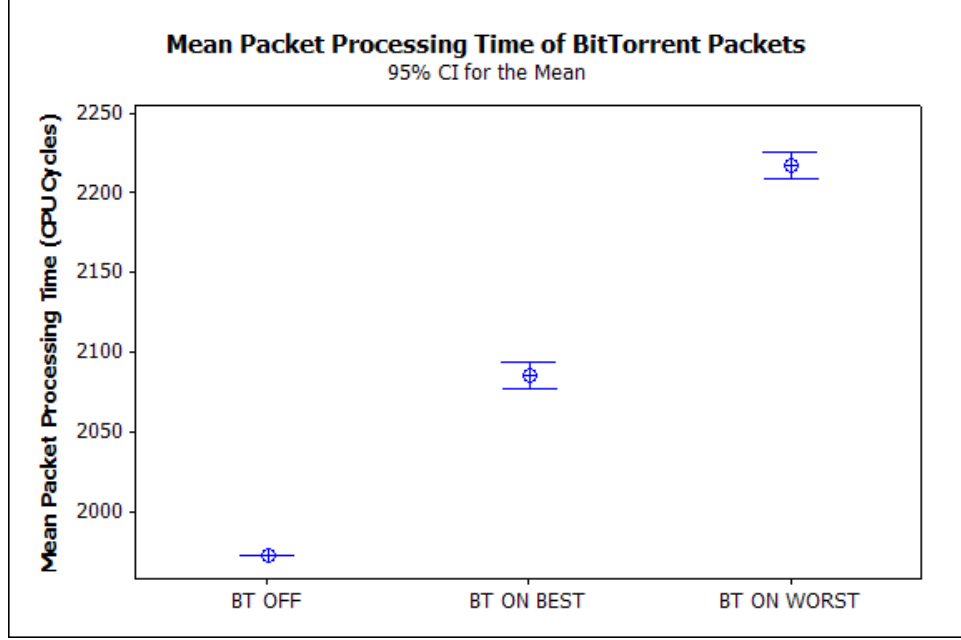 Mean Packet Processing Time of BitTorrent Packets
95% CI for the Mean
Mean Packet Processing Time (CPU Cycles)
2250
2200
2150
2100
2050
2000
BT OFF
BT ON BEST
BT ON WORST